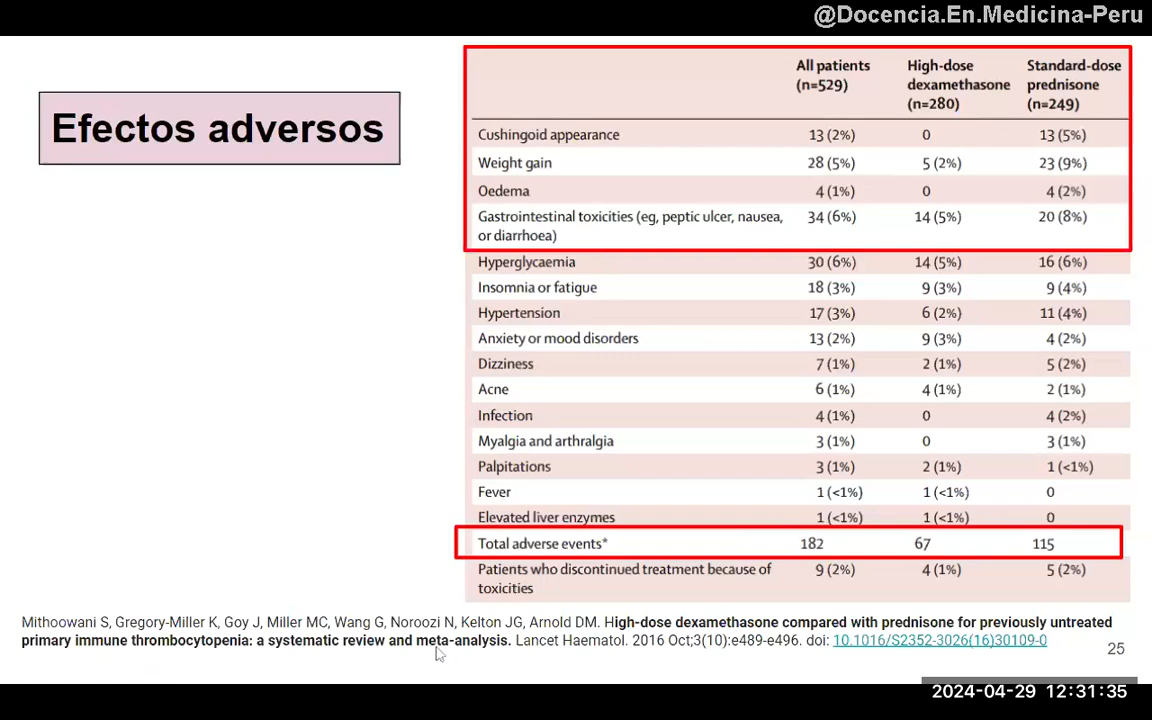 @Docencia.En.Medicina-Peru
Efectos adversos
All patients (n=529) High-dose dexamethasone (n=280) Standard-dose prednisone (n=249)
Cushingoid appearance 13 (2%) 0 13 (5%)
Weight gain 28 (5%) 5 (2%) 23 (9%)
Oedema 4 (1%) 0 4 (2%)
Gastrointestinal toxicities (eg, peptic ulcer, nausea, 34 (6%) 14 (5%) 20 (8%)
or diarrhoea)
Hyperglycaemia 30 (6%) 14 (5%) 16 (6%)
Insomnia or fatigue 18 (3%) 9 (3%) 9 (4%)
Hypertension 17 (3%) 6 (2%) 11 (4%)
Anxiety or mood disorders 13 (2%) 9 (3%) 4 (2%)
Dizziness 7 (1%) 2 (1%) 5 (2%)
Acne 6 (1%) 4 (1%) 2 (1%)
Infection 4 (1%) 0 4 (2%)
Myalgia and arthralgia 3 (1%) 0 3 (1%)
Palpitations 3 (1%) 2 (1%) 1 (<1%)
Fever 1 (<1%) 1 (<1%) 0
Elevated liver enzymes 1 (<1%) 1 (<1%) 0
Total adverse events* 182 67 115
Patients who discontinued treatment because of 9 (2%) 4 (1%) 5 (2%)
toxicities
Mithoowani S, Gregory-Miller K, Goy J, Miller MC, Wang G, Noroozi N, Kelton JG, Arnold DM. High-dose dexamethasone compared with prednisone for previously untreated
primary immune thrombocytopenia: a systematic review and meta-analysis. Lancet Haematol. 2016 Oct;3(10):e489-e496. doi: 10.1016/S2352-3026(16)30109-0
25
2024-04-29 12:31:35